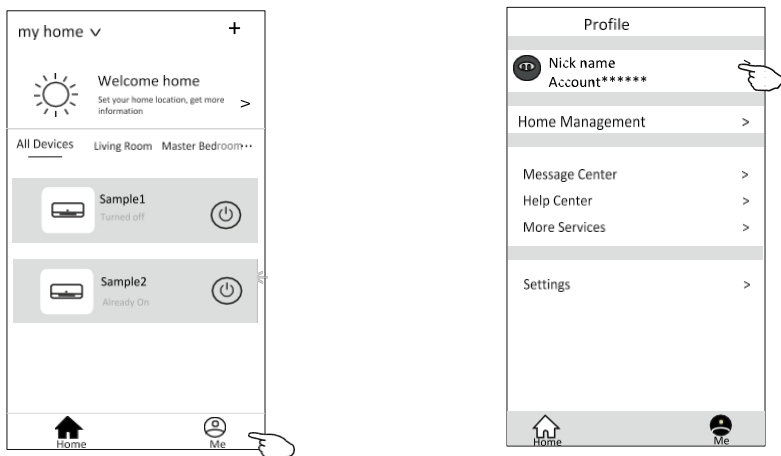 my home ∨ +
Welcome home
Set your home location, get more
information
>
All Devices Living Room Master Bedroom···
Sample1
Turned off
Sample2
Already On
Home
Me
Profile
Nick name
Account******
Home Management >
Message Center >
Help Center >
More Services >
Settings >
Home
Me